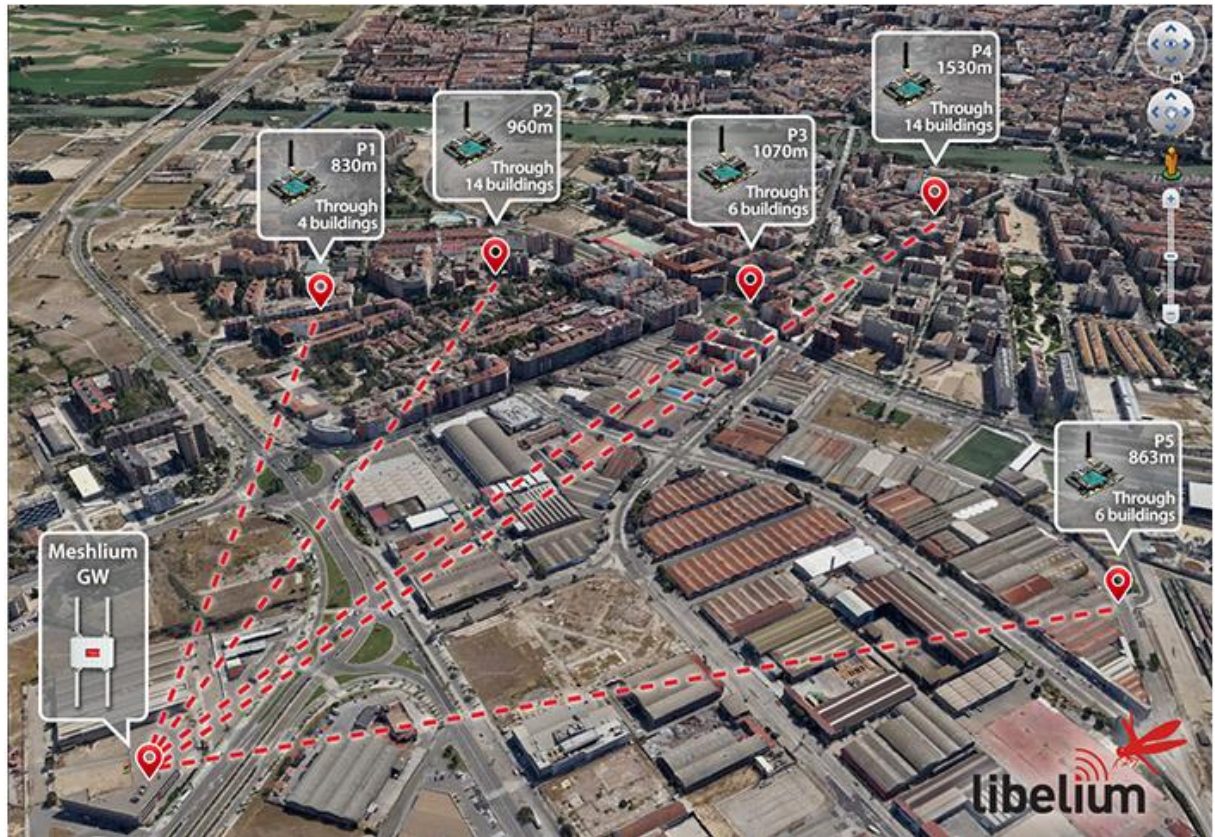 P1
830m
Through
4 buildings
P2
960m
Through
14 buildings
P3
1070m
Through
6 buildings
P4
1530m
Through
14 buildings
P5
863m
Through
6 buildings
Meshlium
GW
libelium